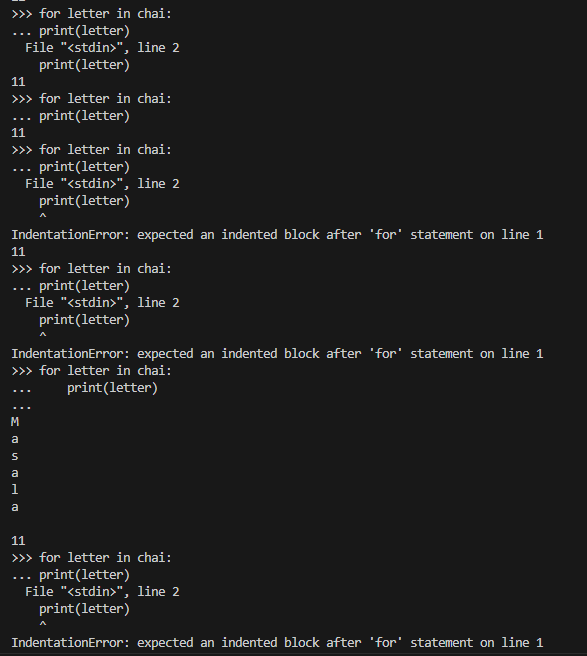 >>> for letter in chai:
... print(letter)
  File "<stdin>", line 2
    print(letter)
11
>>> for letter in chai:
... print(letter)
11
>>> for letter in chai:
... print(letter)
  File "<stdin>", line 2
    print(letter)
    ^
IndentationError: expected an indented block after 'for' statement on line 1
11
>>> for letter in chai:
... print(letter)
  File "<stdin>", line 2
    print(letter)
    ^
IndentationError: expected an indented block after 'for' statement on line 1
>>> for letter in chai:
...     print(letter)
...
M
a
s
a
l
a

11
>>> for letter in chai:
... print(letter)
  File "<stdin>", line 2
    print(letter)
    ^
IndentationError: expected an indented block after 'for' statement on line 1